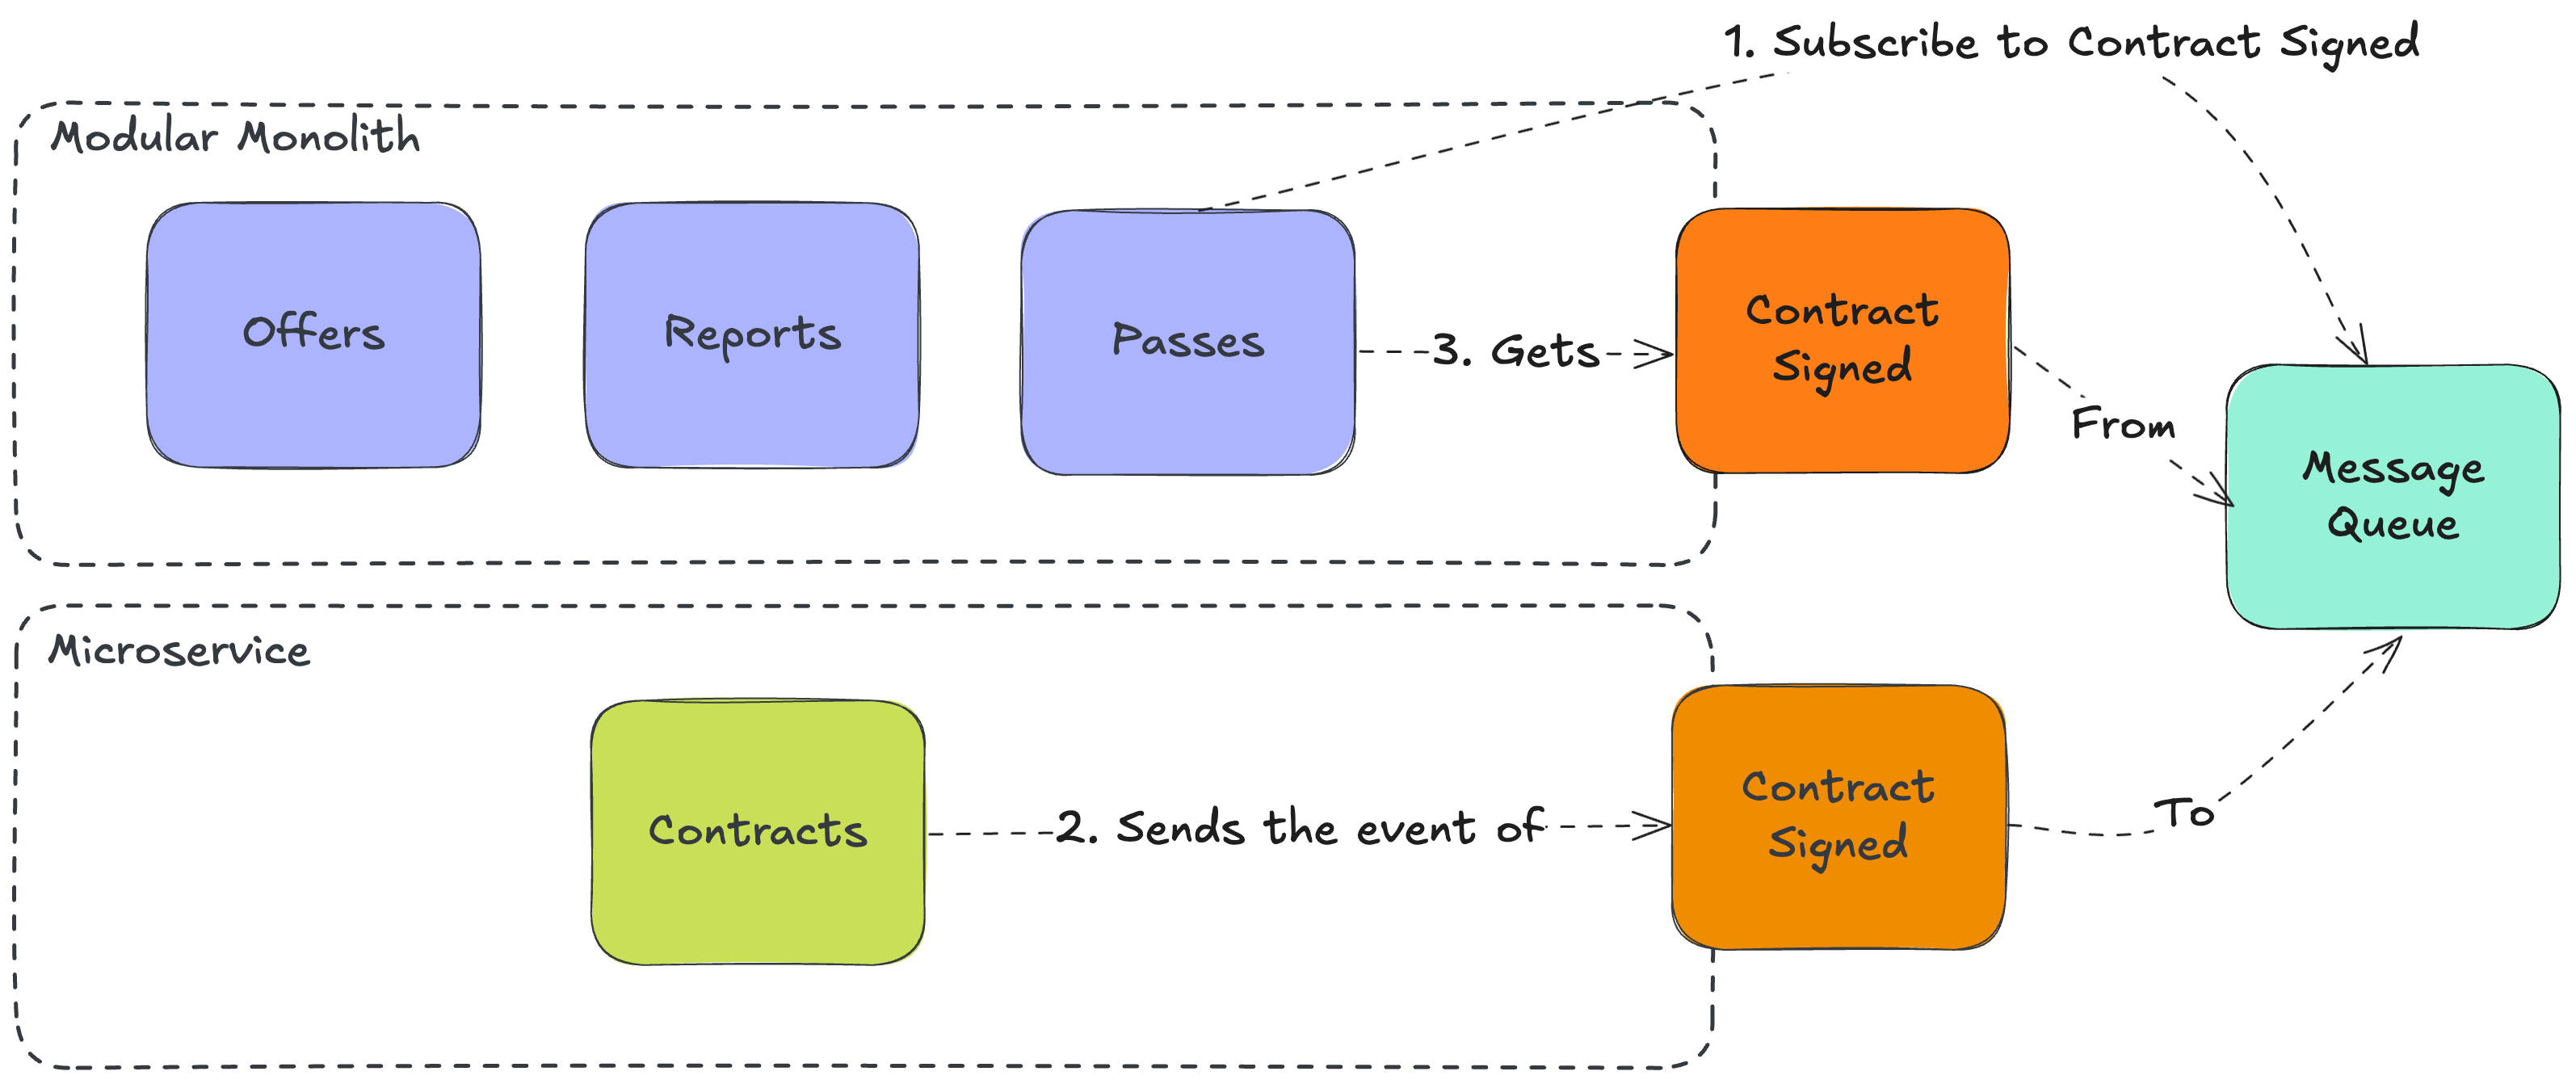 1. Subscribe to Contract Signed
Modular Monolith
Offers
Reports
Passes
3. Gets
Contract
Signed
From
Message
Queue
Microservice
Contracts
2. Sends the event of
Contract
Signed
To